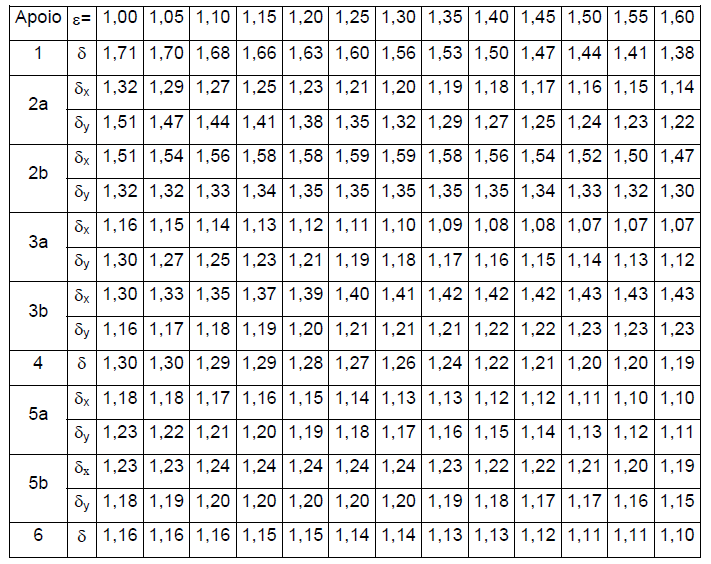 Apoio ε= 1,00 1,05 1,10 1,15 1,20 1,25 1,30 1,35 1,40 1,45 1,50 1,55 1,60
1 δ 1,71 1,70 1,68 1,66 1,63 1,60 1,56 1,53 1,50 1,47 1,44 1,41 1,38
2a δx 1,32 1,29 1,27 1,25 1,23 1,21 1,20 1,19 1,18 1,17 1,16 1,15 1,14
δy 1,51 1,47 1,44 1,41 1,38 1,35 1,32 1,29 1,27 1,25 1,24 1,23 1,22
2b δx 1,51 1,54 1,56 1,58 1,58 1,59 1,59 1,58 1,56 1,54 1,52 1,50 1,47
δy 1,32 1,32 1,33 1,34 1,35 1,35 1,35 1,35 1,35 1,34 1,33 1,32 1,30
3a δx 1,16 1,15 1,14 1,13 1,12 1,11 1,10 1,09 1,08 1,08 1,07 1,07 1,07
δy 1,30 1,27 1,25 1,23 1,21 1,19 1,18 1,17 1,16 1,15 1,14 1,13 1,12
3b δx 1,30 1,33 1,35 1,37 1,39 1,40 1,41 1,42 1,42 1,42 1,43 1,43 1,43
δy 1,16 1,17 1,18 1,19 1,20 1,21 1,21 1,21 1,22 1,22 1,23 1,23 1,23
4 δ 1,30 1,30 1,29 1,29 1,28 1,27 1,26 1,24 1,22 1,21 1,20 1,20 1,19
5a δx 1,18 1,18 1,17 1,16 1,15 1,14 1,13 1,13 1,12 1,12 1,11 1,10 1,10
δy 1,23 1,22 1,21 1,20 1,19 1,18 1,17 1,16 1,15 1,14 1,13 1,12 1,11
5b δx 1,23 1,23 1,24 1,24 1,24 1,24 1,24 1,23 1,22 1,22 1,21 1,20 1,19
δy 1,18 1,19 1,20 1,20 1,20 1,20 1,20 1,19 1,18 1,17 1,17 1,16 1,15
6 δ 1,16 1,16 1,16 1,15 1,15 1,14 1,14 1,13 1,13 1,12 1,11 1,11 1,10